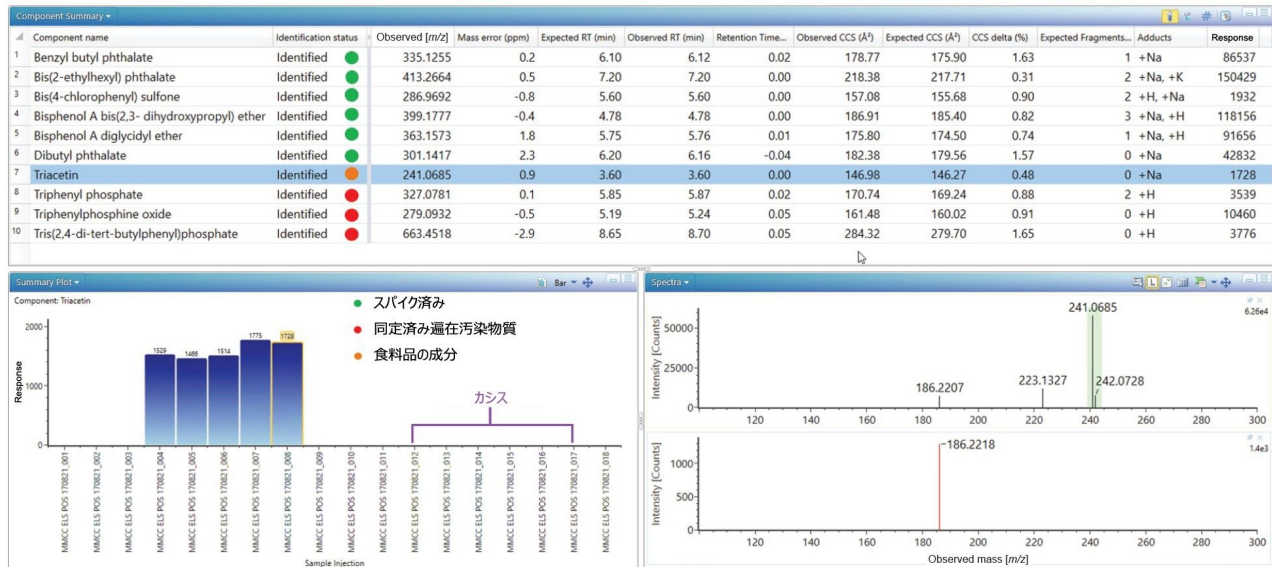 Component Summary
Component name Identification status Observed [m/z] Mass error (ppm) Expected RT (min) Observed RT (min) Retention Time... Observed CCS (Å²) Expected CCS (Å²) CCS delta (%) Expected Fragments... Adducts Response
1 Benzyl butyl phthalate Identified 335.1255 0.2 6.10 6.12 0.02 178.77 175.90 1.63 1 +Na 86537
2 Bis(2-ethylhexyl) phthalate Identified 413.2664 0.5 7.20 7.20 0.00 218.38 217.71 0.31 2 +Na, +K 150429
3 Bis(4-chlorophenyl) sulfone Identified 286.9692 -0.8 5.60 5.60 0.00 157.08 155.68 0.90 2 +H, +Na 1932
4 Bisphenol A bis(2,3- dihydroxypropyl) ether Identified 399.1777 -0.4 4.78 4.78 0.00 186.91 185.40 0.82 3 +Na, +H 118156
5 Bisphenol A diglycidyl ether Identified 363.1573 1.8 5.75 5.76 0.01 175.80 174.50 0.74 1 +Na, +H 91656
6 Dibutyl phthalate Identified 301.1417 2.3 6.20 6.16 -0.04 182.38 179.56 1.57 0 +Na 42832
7 Triacetin Identified 241.0685 0.9 3.60 3.60 0.00 146.98 146.27 0.48 0 +Na 1728
8 Triphenyl phosphate Identified 327.0781 0.1 5.85 5.87 0.02 170.74 169.24 0.88 2 +H 3539
9 Triphenylphosphine oxide Identified 279.0932 -0.5 5.19 5.24 0.05 161.48 160.02 0.91 0 +H 10460
10 Tris(2,4-di-tert-butylphenyl)phosphate Identified 663.4518 -2.9 8.65 8.70 0.05 284.32 279.70 1.65 0 +H 3776
Summary Plot
Bar
Component: Triacetin
スパイク済み
同定済み遍在汚染物質
食料品の成分
カシス
Response
2000
1000
0
1529 1466 1514 1775 1728
MMCC ELS POS 170821_001
MMCC ELS POS 170821_002
MMCC ELS POS 170821_003
MMCC ELS POS 170821_004
MMCC ELS POS 170821_005
MMCC ELS POS 170821_006
MMCC ELS POS 170821_007
MMCC ELS POS 170821_008
MMCC ELS POS 170821_009
MMCC ELS POS 170821_010
MMCC ELS POS 170821_011
MMCC ELS POS 170821_012
MMCC ELS POS 170821_013
MMCC ELS POS 170821_014
MMCC ELS POS 170821_015
MMCC ELS POS 170821_016
MMCC ELS POS 170821_017
MMCC ELS POS 170821_018
Sample Injection
Spectra
6.26e4
Intensity [Counts]
50000
25000
0
186.2207
223.1327
241.0685
242.0728
120 140 160 180 200 220 240 260 280 300
1.4e3
Intensity [Counts]
1000
500
0
186.2218
120 140 160 180 200 220 240 260 280 300
Observed mass [m/z]